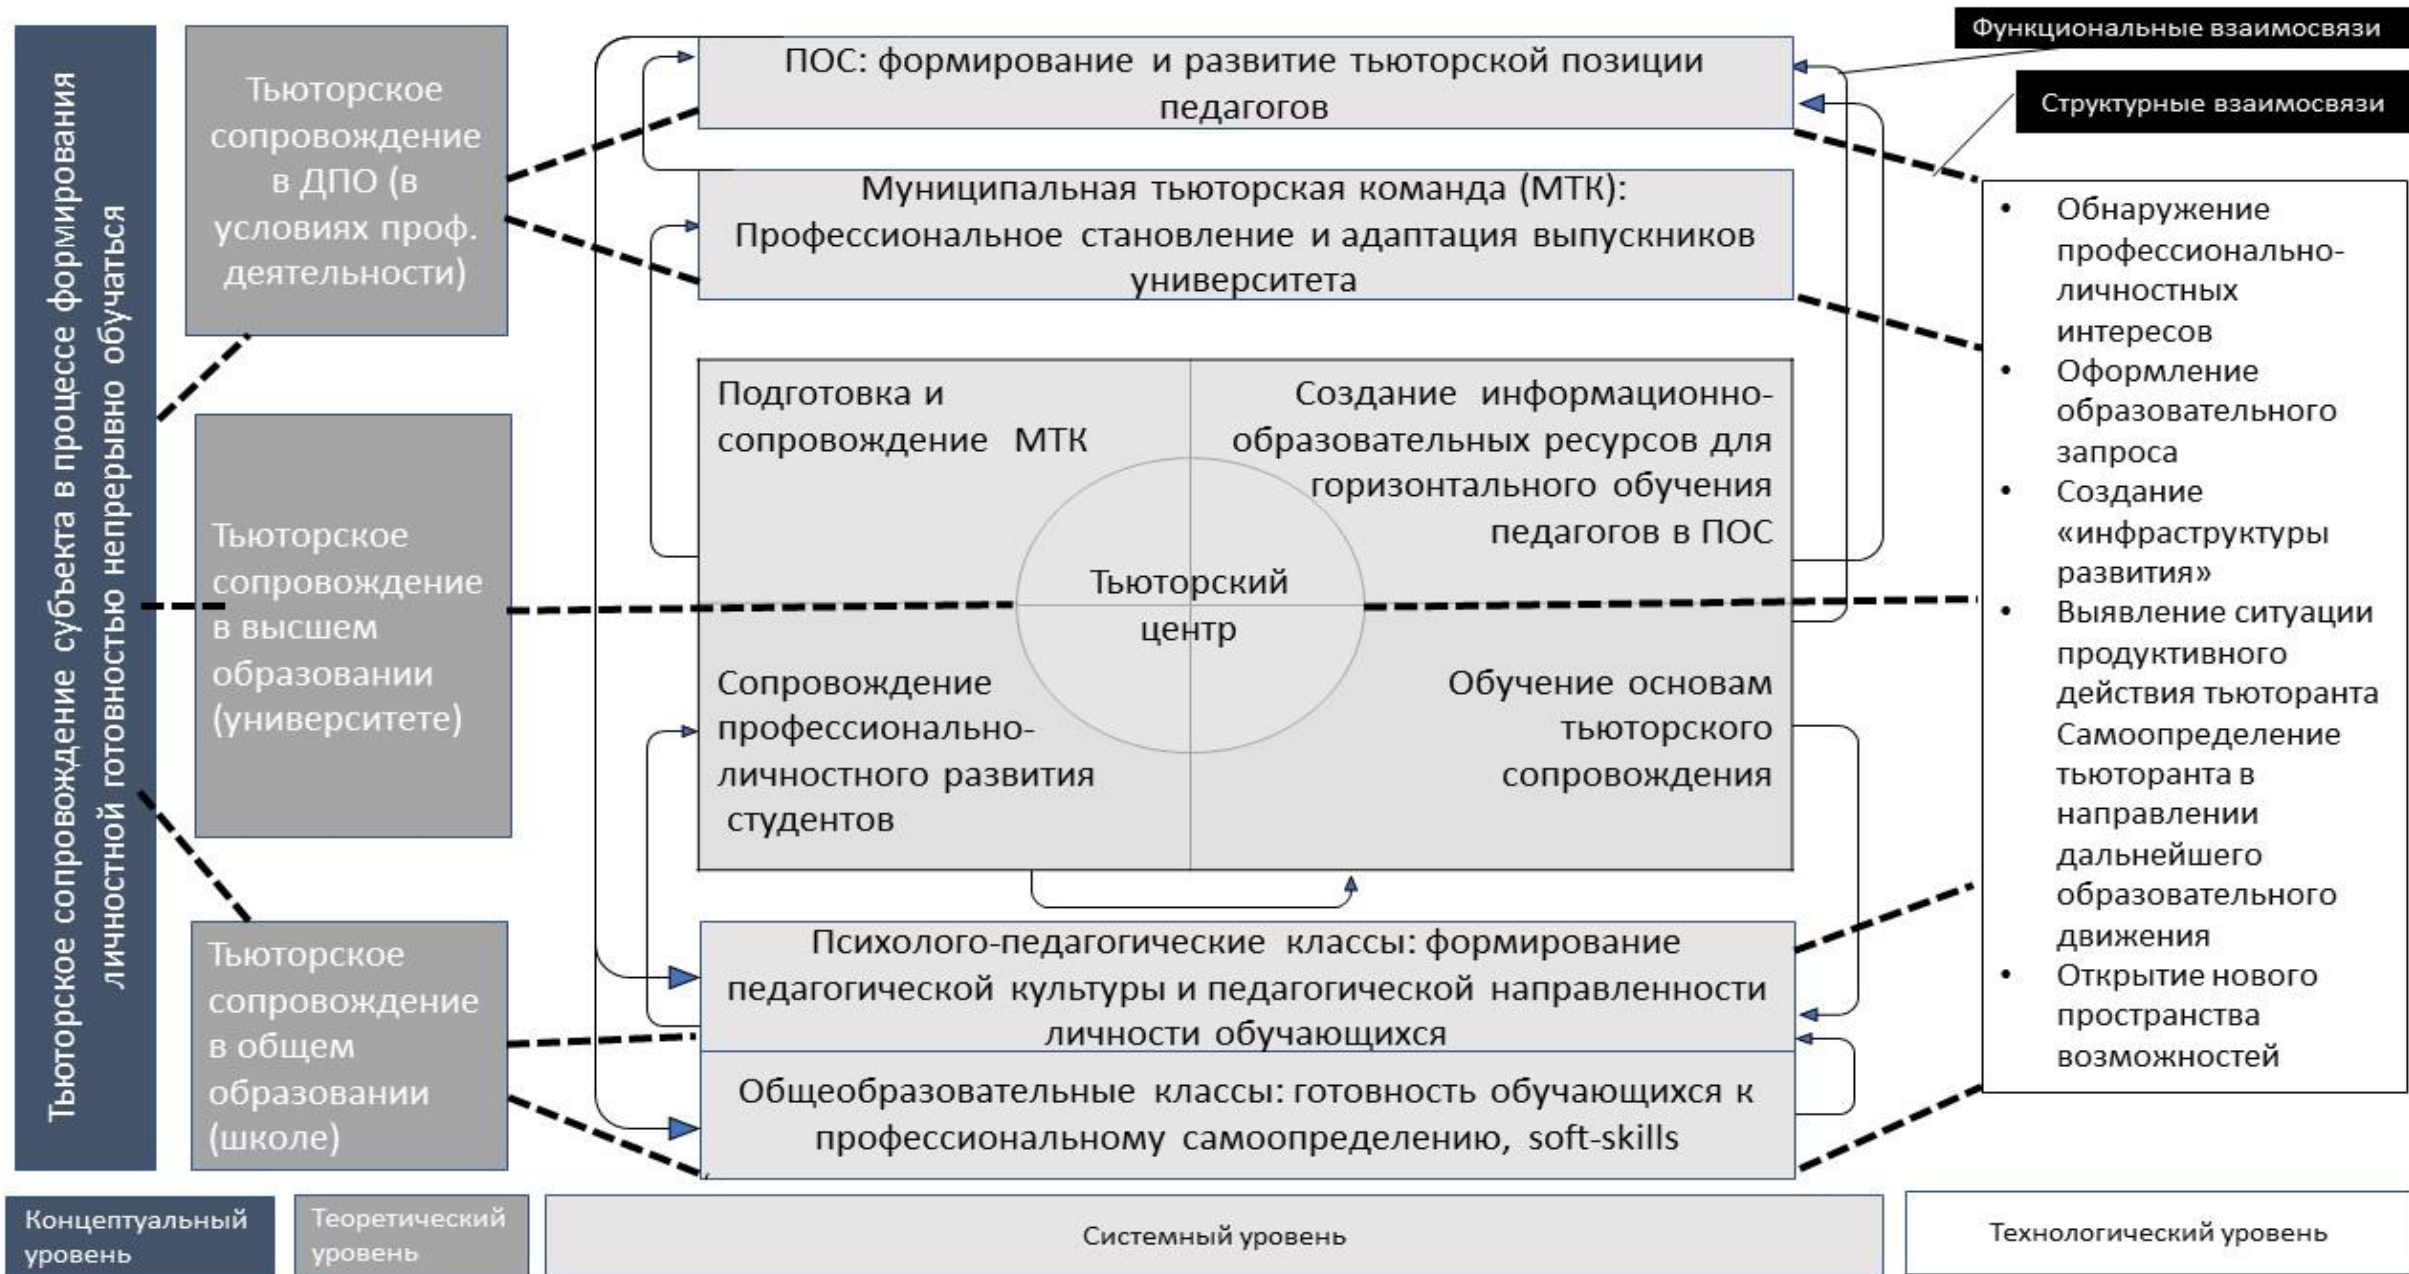 Тьюторское сопровождение субъекта в процессе формирования
личностной готовностью непрерывно обучаться
Тьюторское
сопровождение
в ДПО (в
условиях проф.
деятельности)
Тьюторское
сопровождение
в высшем
образовании
(университете)
Тьюторское
сопровождение
в общем
образовании
(школе)
ПОС: формирование и развитие тьюторской позиции
педагогов
Муниципальная тьюторская команда (МТК):
Профессиональное становление и адаптация выпускников
университета
Подготовка и
сопровождение МТК
Создание информационно-
образовательных ресурсов для
горизонтального обучения
педагогов в ПОС
Тьюторский
центр
Сопровождение
профессионально-
личностного развития
студентов
Обучение основам
тьюторского
сопровождения
Психолого-педагогические классы: формирование
педагогической культуры и педагогической направленности
личности обучающихся
Общеобразовательные классы: готовность обучающихся к
профессиональному самоопределению, soft-skills
Функциональные взаимосвязи
Структурные взаимосвязи
• Обнаружение
профессионально-
личностных
интересов
• Оформление
образовательного
запроса
• Создание
«инфраструктуры
развития»
• Выявление ситуации
продуктивного
действия тьюторанта
Самоопределение
тьюторанта в
направлении
дальнейшего
образовательного
движения
• Открытие нового
пространства
возможностей
Концептуальный
уровень
Теоретический
уровень
Системный уровень
Технологический уровень